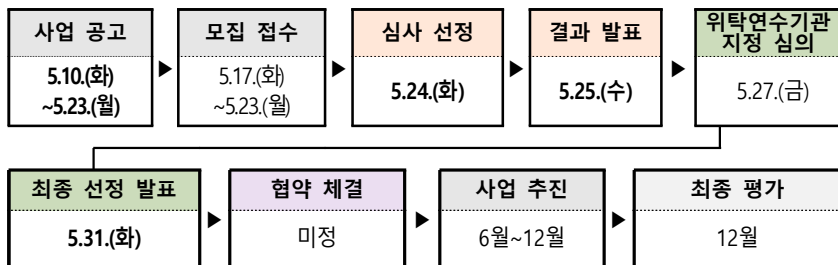 사업 공고
5.10.(화)
~5.23.(월)
모집 접수
5.17.(화)
~5.23.(월)
심사 선정
5.24.(화)
결과 발표
5.25.(수)
위탁연수기관
지정 심의
5.27.(금)
최종 선정 발표
5.31.(화)
협약 체결
미정
사업 추진
6월~12월
최종 평가
12월